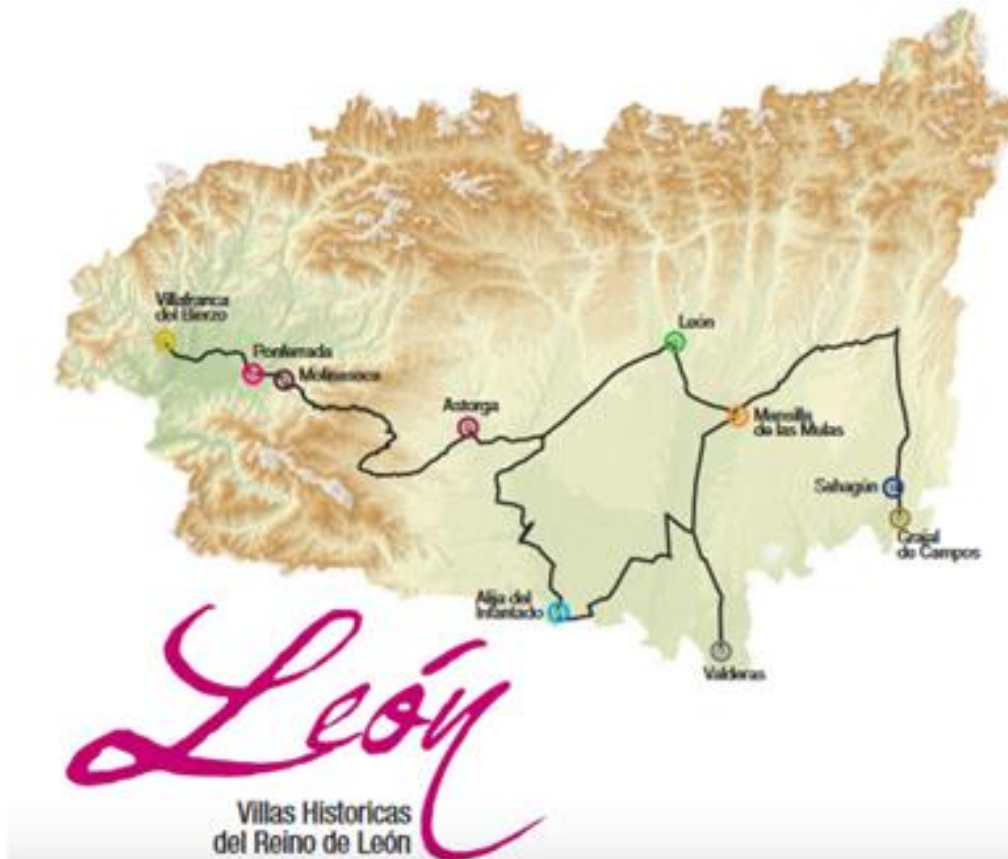 Villafranca
del Bierzo
Ponferrada
Molinaseca
Astorga
León
Mansilla
de las Mulas
Sahagún
Grajal
de Campos
Alija del
Infantado
Valderas
León
Villas Historicas
del Reino de León